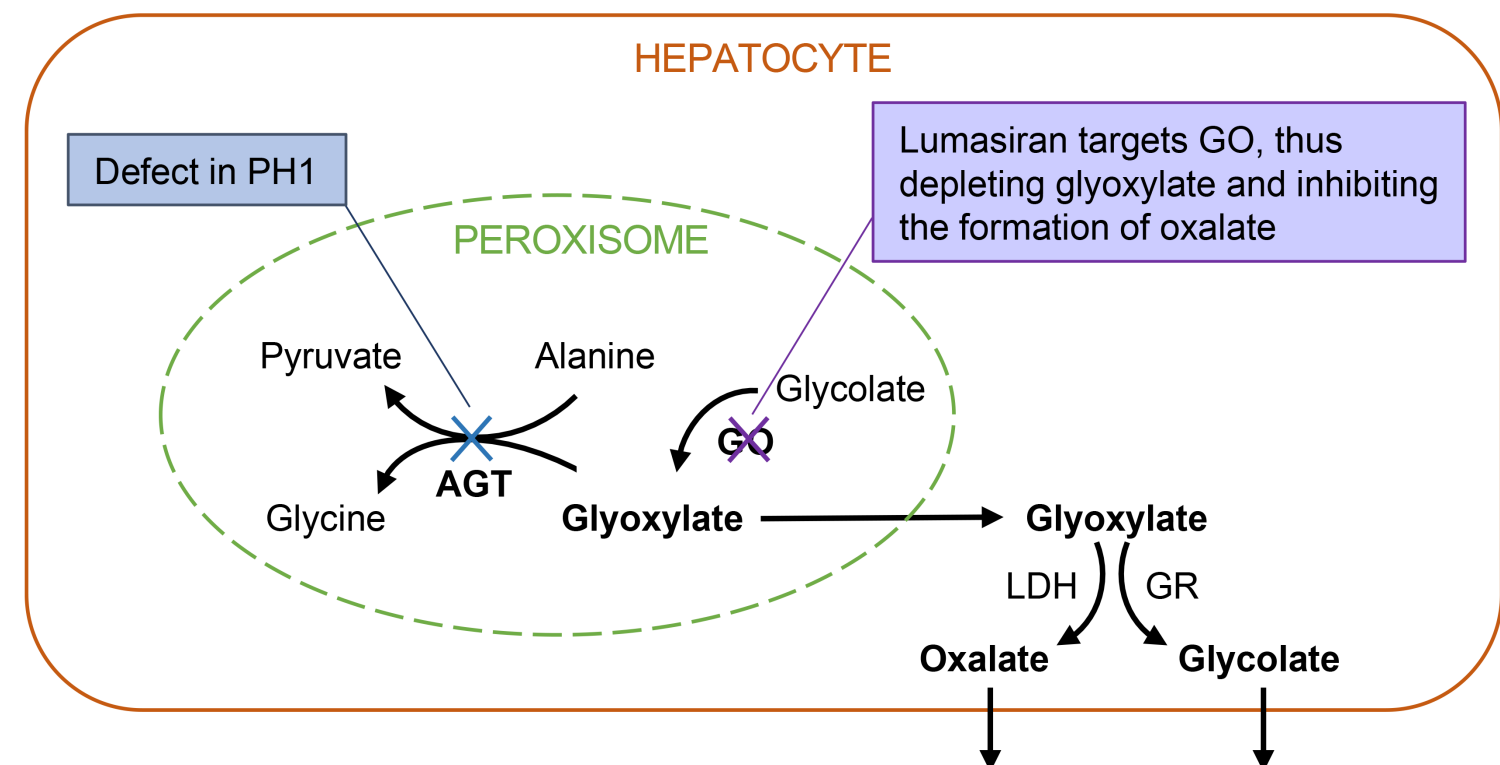 HEPATOCYTE
Lumasiran targets GO, thus
depleting glyoxylate and inhibiting
the formation of oxalate
Defect in PH1
PEROXISOME
Pyruvate
Alanine
Glycolate
GO
AGT
Glycine
Glyoxylate
Glyoxylate
LDH
GR
Oxalate
Glycolate